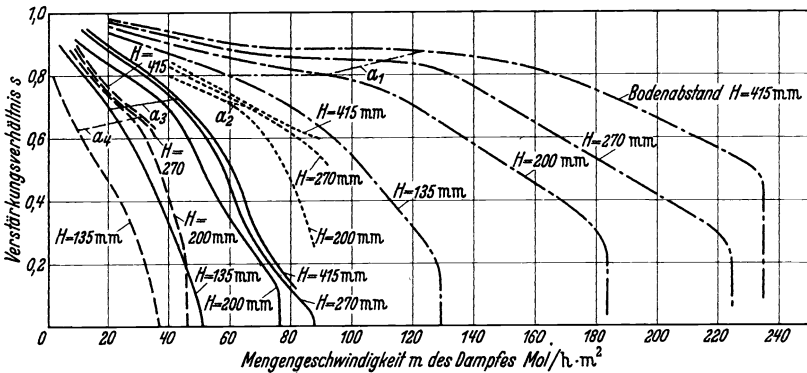 1,0
0,8
0,6
0,4
0,2
0
Verstärkungsverhältnis s
H=415
a1
a2
a3
a4
H=415 mm
Bodenabstand H=415 mm
H=270
H=270 mm
H=270 mm
H=200 mm
H=135 mm
H=135 mm
H=200 mm
H=200 mm
H=415 mm
H=135 mm
H=200 mm
H=270 mm
0 20 40 60 80 100 120 140 160 180 200 220 240
Mengengeschwindigkeit m des Dampfes Mol/h·m²